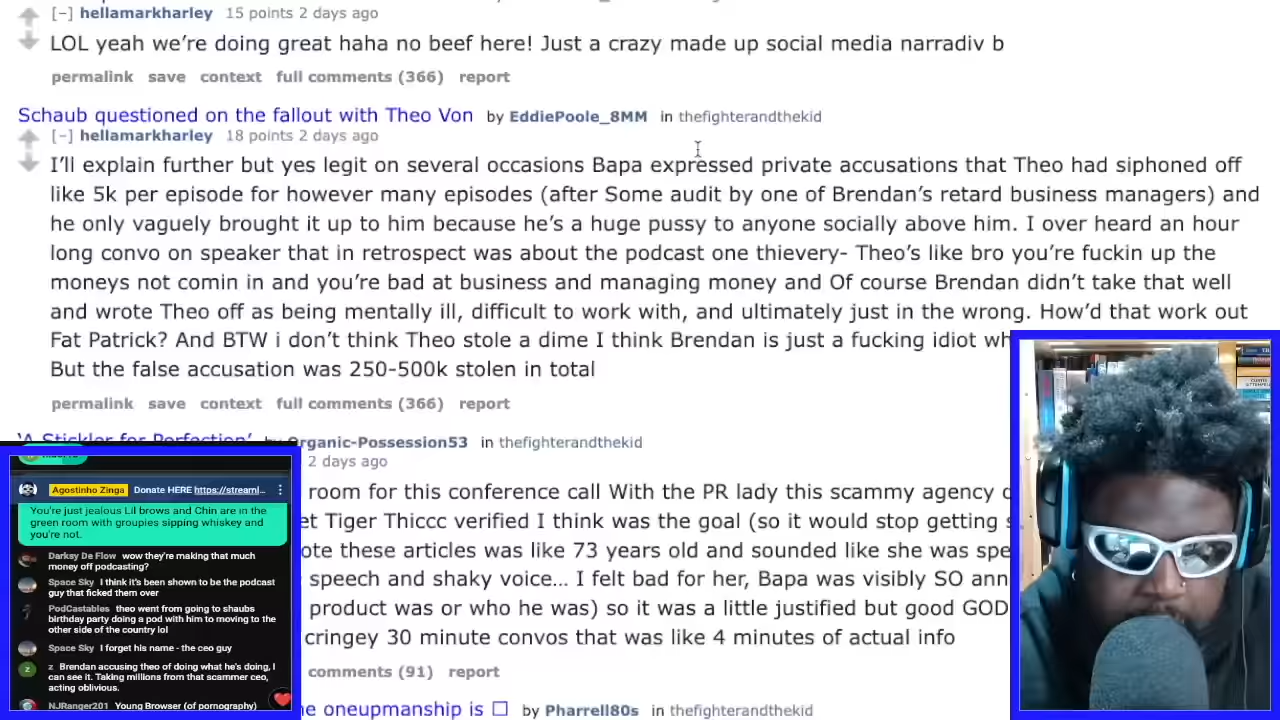 [–] hellamarkharley 15 points 2 days ago
LOL yeah we're doing great haha no beef here! Just a crazy made up social media narradiv b
permalink save context full comments (366) report
Schaub questioned on the fallout with Theo Von by EddiePoole_8MM in thefighterandthekid
[–] hellamarkharley 18 points 2 days ago
I'll explain further but yes legit on several occasions Bapa expressed private accusations that Theo had siphoned off
like 5k per episode for however many episodes (after Some audit by one of Brendan's retard business managers) and
he only vaguely brought it up to him because he's a huge pussy to anyone socially above him. I over heard an hour
long convo on speaker that in retrospect was about the podcast one thievery- Theo's like bro you're fuckin up the
moneys not comin in and you're bad at business and managing money and Of course Brendan didn't take that well
and wrote Theo off as being mentally ill, difficult to work with, and ultimately just in the wrong. How'd that work out
Fat Patrick? And BTW i don't think Theo stole a dime I think Brendan is just a fucking idiot
But the false accusation was 250-500k stolen in total
permalink save context full comments (366) report
'A Stickler for Perfection' by Organic-Possession53 in thefighterandthekid
2 days ago
room for this conference call With the PR lady this scammy agency
Tiger Thiccc verified I think was the goal (so it would stop getting
these articles was like 73 years old and sounded like she was
speech and shaky voice... I felt bad for her, Bapa was visibly SO
product was or who he was) so it was a little justified but good GOD
cringey 30 minute convos that was like 4 minutes of actual info
comments (91) report
oneupmanship is □ by Pharrell80s in thefighterandthekid
Agostinho Zinga Donate HERE https://streaml...
You're just jealous Lil brows and Chin are in the
green room with groupies sipping whiskey and
you're not.
Darksy De Flow wow they're making that much
money off podcasting?
Space Sky I think it's been shown to be the podcast
guy that ficked them over
PodCastables theo went from going to shaubs
birthday party doing a pod with him to moving to the
other side of the country lol
Space Sky I forget his name - the ceo guy
z Brendan accusing theo of doing what he's doing, I
can see it. Taking millions from that scammer ceo,
acting oblivious.
NJRanger201 Young Browser (of pornography)